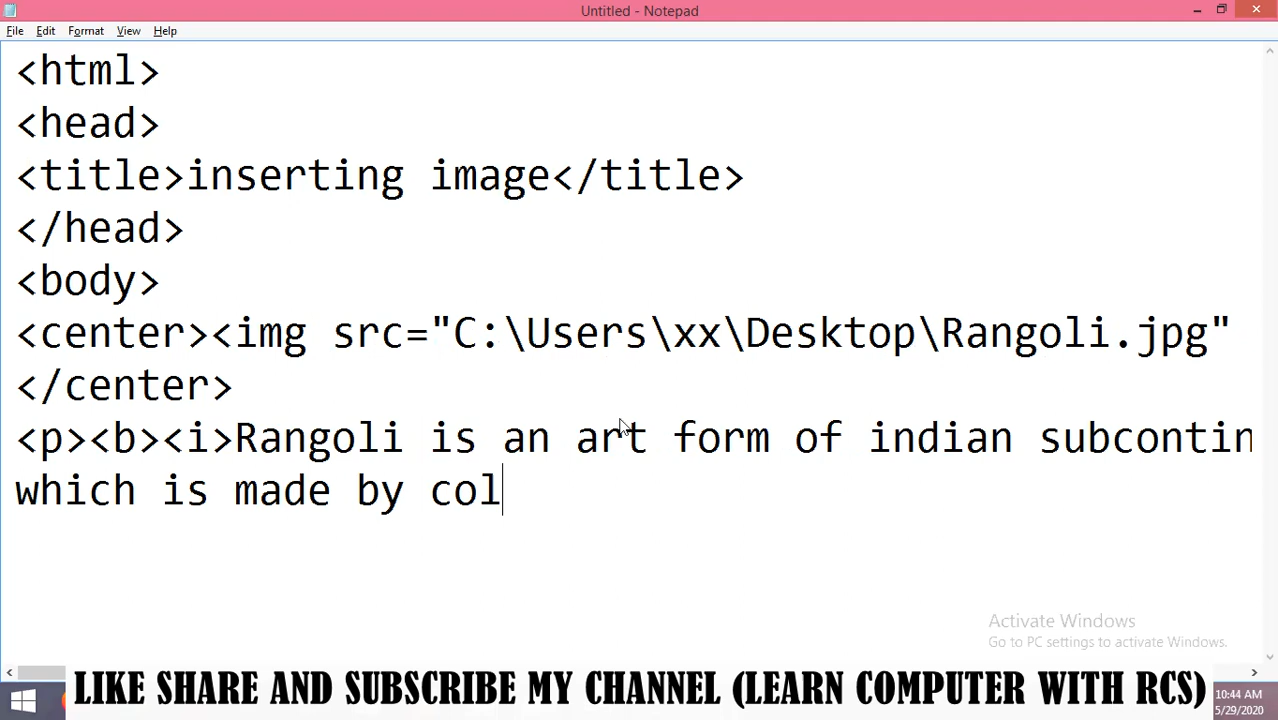 Untitled - Notepad
File Edit Format View Help
<html>
<head>
<title>inserting image</title>
</head>
<body>
<center><img src="C:\Users\xx\Desktop\Rangoli.jpg"
</center>
<p><b><i>Rangoli is an art form of indian subcontin
which is made by col
Activate Windows
Go to PC settings to activate Windows.
LIKE SHARE AND SUBSCRIBE MY CHANNEL (LEARN COMPUTER WITH RCS)
10:44 AM
5/29/2020